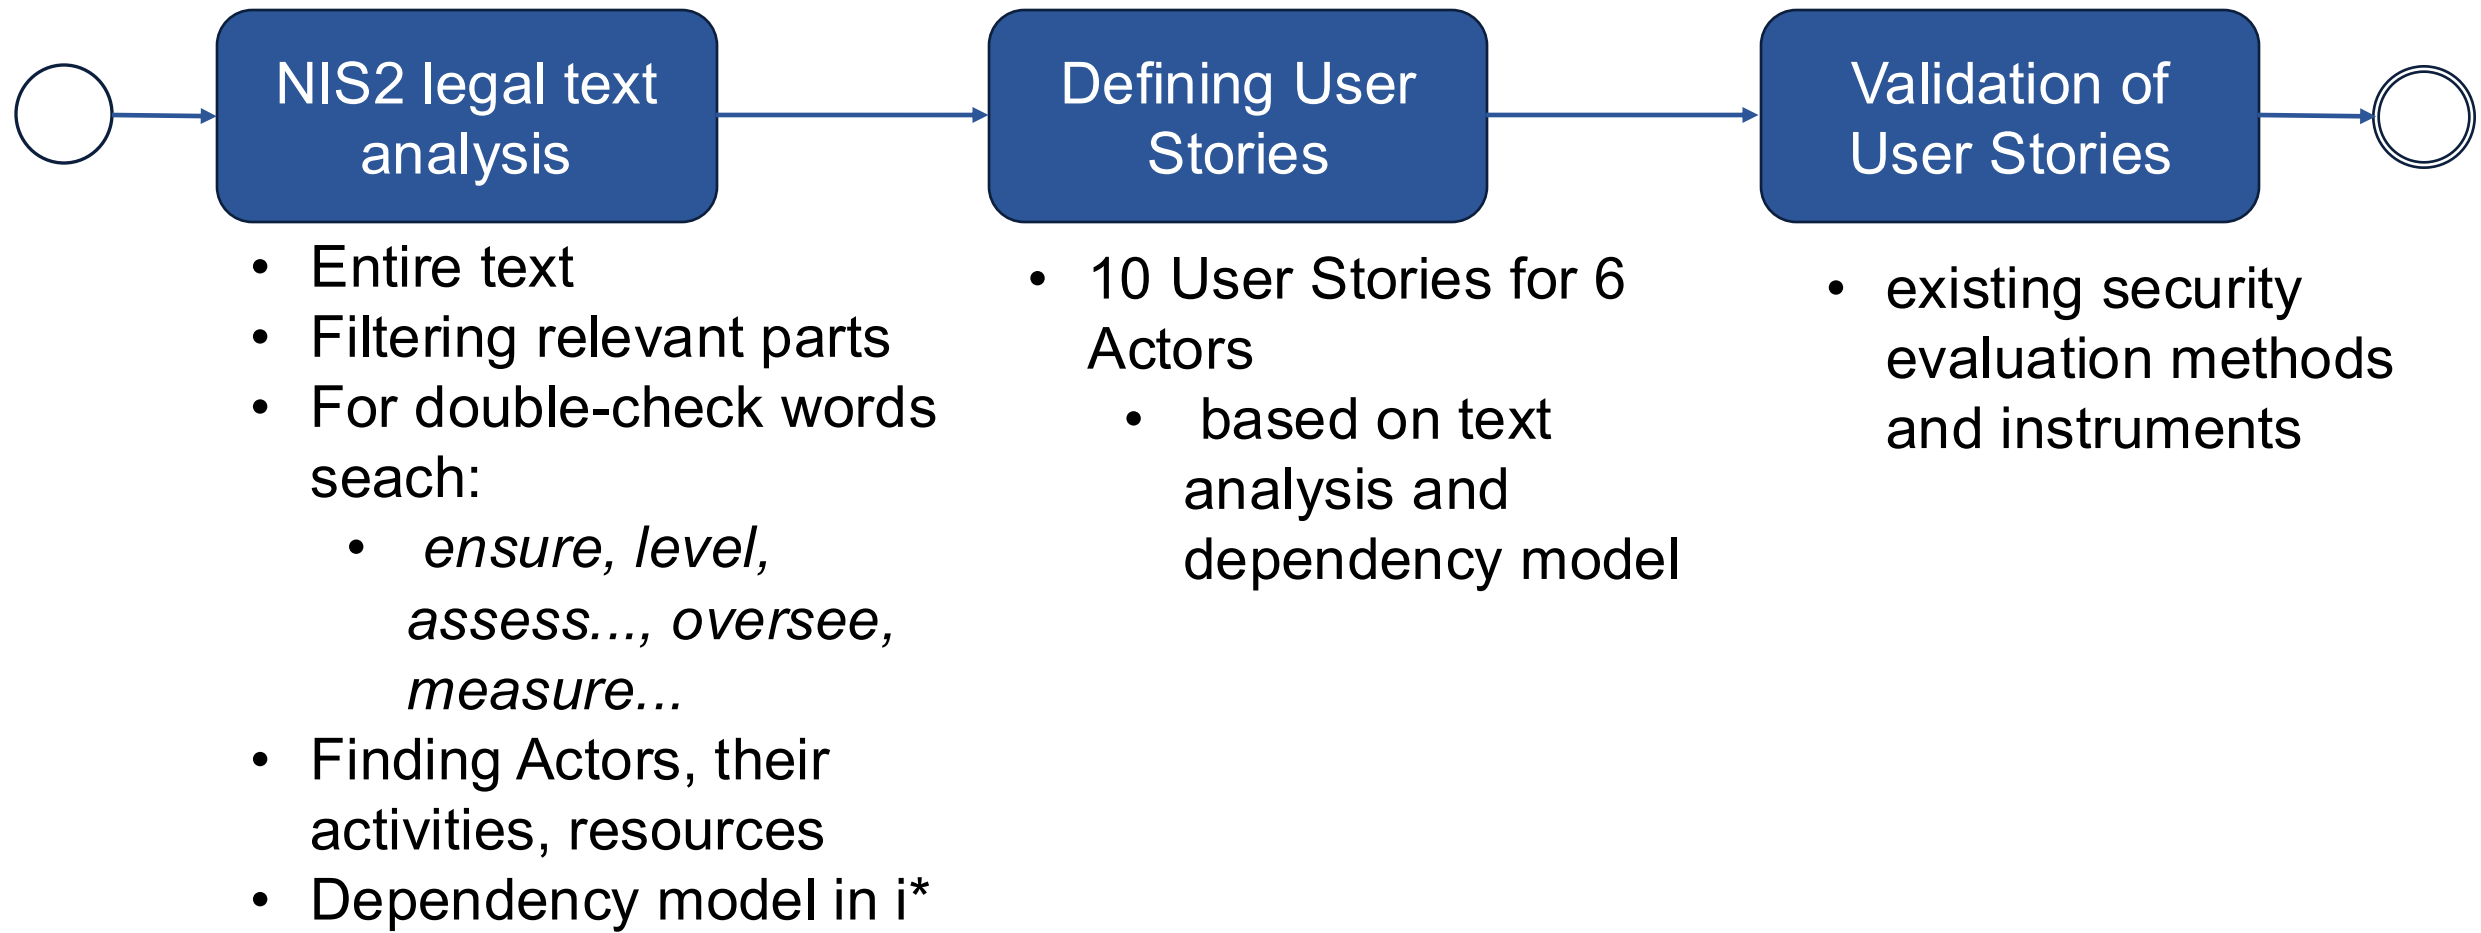 NIS2 legal text
analysis
• Entire text
• Filtering relevant parts
• For double-check words
seach:
• ensure, level,
assess..., oversee,
measure...
• Finding Actors, their
activities, resources
• Dependency model in i*
Defining User
Stories
• 10 User Stories for 6
Actors
• based on text
analysis and
dependency model
Validation of
User Stories
• existing security
evaluation methods
and instruments